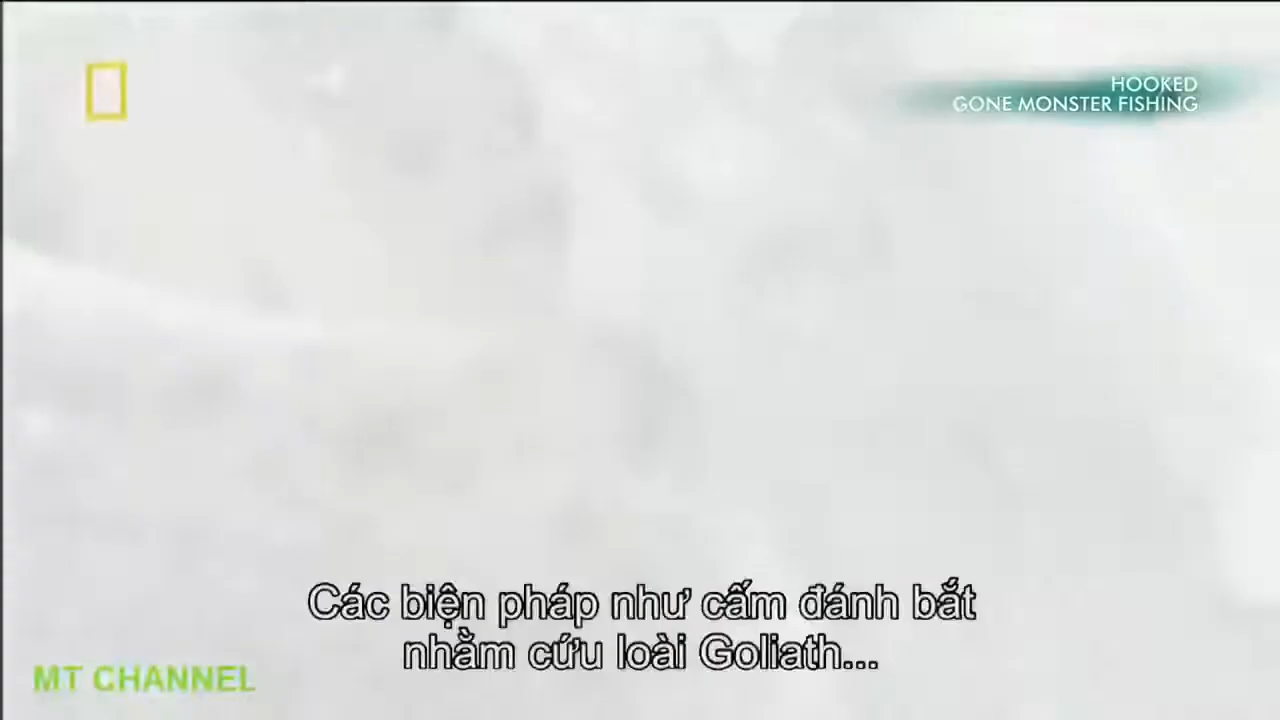 HOOKED
GONE MONSTER FISHING
Các biện pháp như cấm đánh bắt
nhằm cứu loài Goliath...
MT CHANNEL